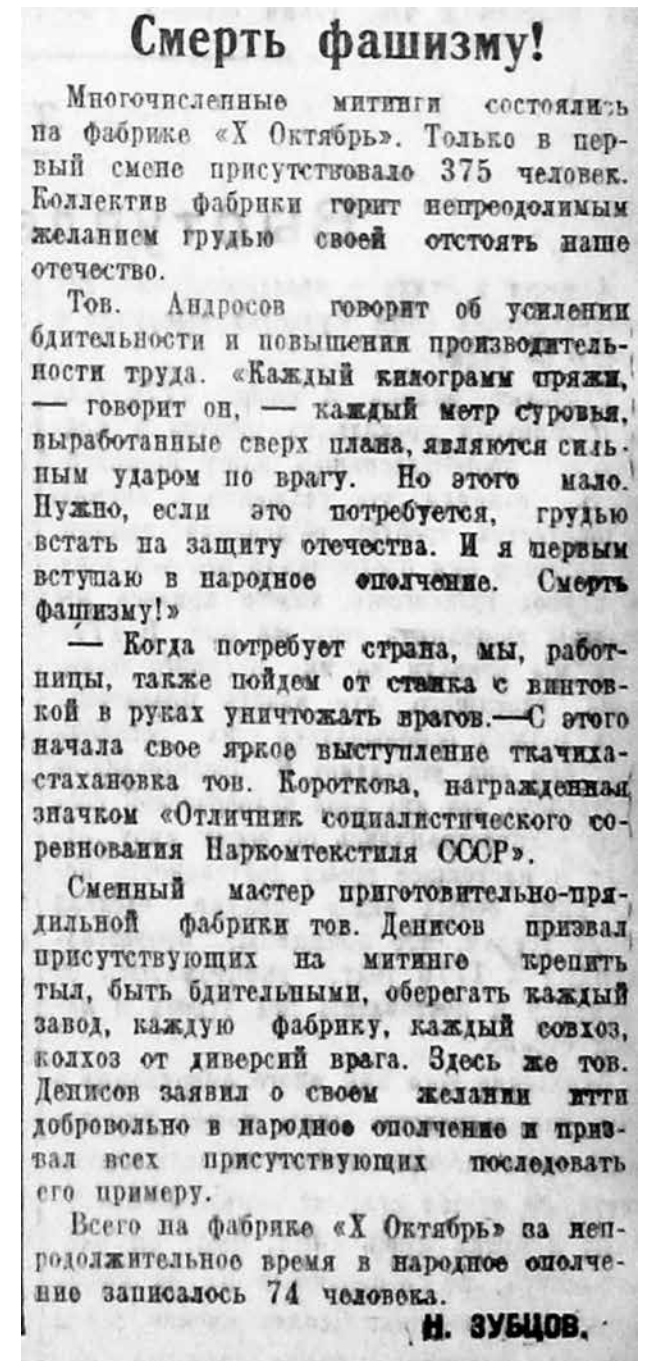 Смерть фашизму!
Многочисленные митинги состоялись
на фабрике «X Октябрь». Только в пер-
вый смене присутствовало 375 человек.
Коллектив фабрики горит непреодолимым
желанием грудью своей отстоять наше
отечество.
Тов. Андросов говорит об усилении
бдительности и повышении производитель-
ности труда. «Каждый килограмм пряжи,
— говорит он, — каждый метр суровья,
выработанные сверх плана, являются силь-
ным ударом по врагу. Но этого мало.
Нужно, если это потребуется, грудью
встать на защиту отечества. И я первым
вступаю в народное ополчение. Смерть
фашизму!»
— Когда потребует страна, мы, работ-
ницы, также пойдем от станка с винтов-
кой в руках уничтожать врагов.—С этого
начала свое яркое выступление ткачиха-
стахановка тов. Короткова, награжденная
значком «Отличник социалистического со-
ревнования Наркомтекстиля СССР».
Сменный мастер приготовительно-пря-
дильной фабрики тов. Денисов призвал
присутствующих на митинге крепить
тыл, быть бдительными, оберегать каждый
завод, каждую фабрику, каждый совхоз,
колхоз от диверсий врага. Здесь же тов.
Денисов заявил о своем желании итти
добровольно в народное ополчение и приз-
вал всех присутствующих последовать
его примеру.
Всего на фабрике «X Октябрь» за неп-
родолжительное время в народное ополче-
ние записалось 74 человека.
Н. ЗУБЦОВ.